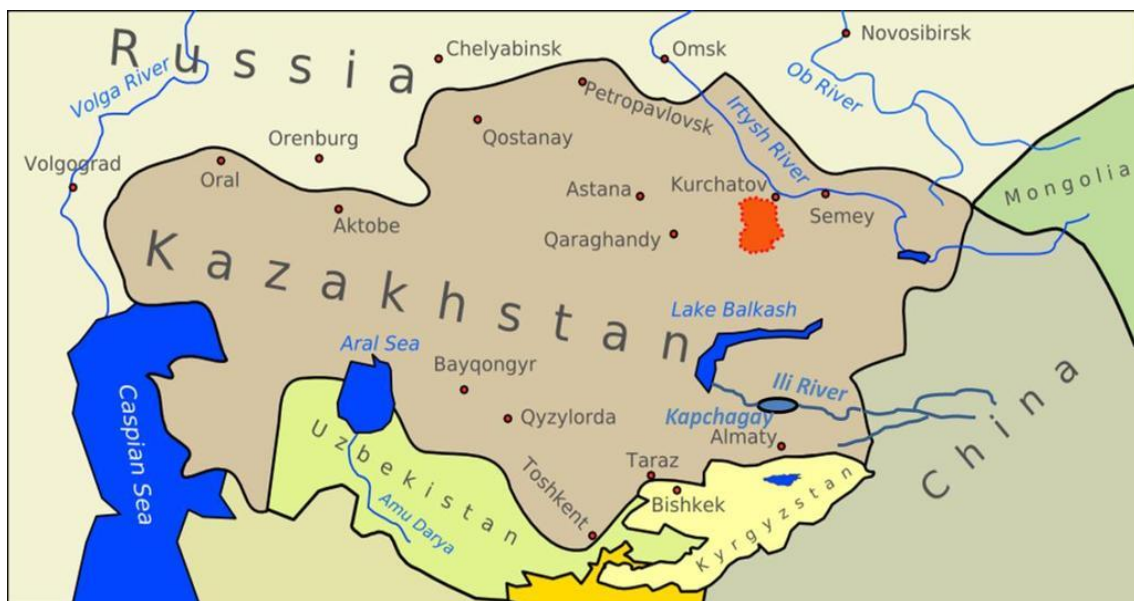 Russia
Chelyabinsk
Omsk
Novosibirsk
Volga River
Ob River
Petropavlovsk
Irtysh River
Qostanay
Orenburg
Volgograd
Oral
Astana
Kurchatov
Mongolia
Semey
Aktobe
Qaraghandy
Kazakhstan
Lake Balkash
Aral Sea
Bayqongyr
Ili River
Caspian Sea
Qyzylorda
Kapchagay
Almaty
China
Uzbekistan
Taraz
Toshkent
Bishkek
Amu Darya
Kyrgyzstan